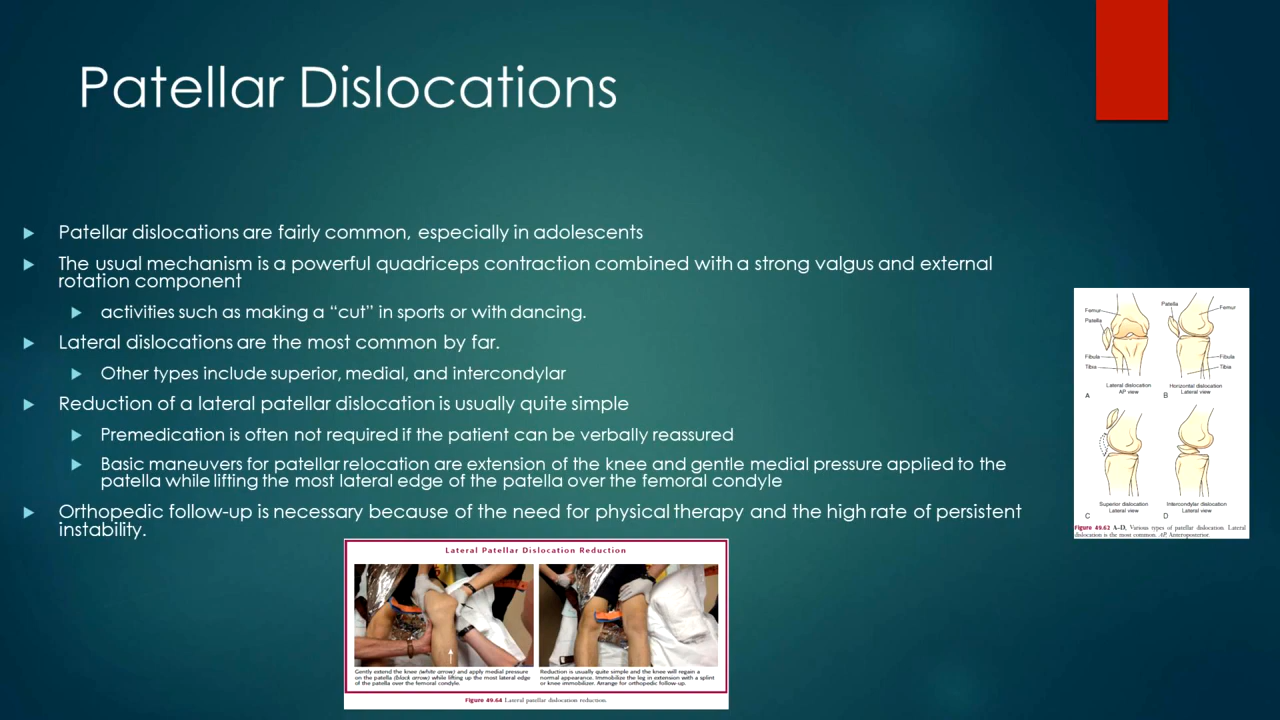 Patellar Dislocations
Patellar dislocations are fairly common, especially in adolescents
The usual mechanism is a powerful quadriceps contraction combined with a strong valgus and external
rotation component
activities such as making a “cut” in sports or with dancing.
Lateral dislocations are the most common by far.
Other types include superior, medial, and intercondylar
Reduction of a lateral patellar dislocation is usually quite simple
Premedication is often not required if the patient can be verbally reassured
Basic maneuvers for patellar relocation are extension of the knee and gentle medial pressure applied to the
patella while lifting the most lateral edge of the patella over the femoral condyle
Orthopedic follow-up is necessary because of the need for physical therapy and the high rate of persistent
instability.
Femur
Patella
Fibula
Tibia
Lateral dislocation
AP view
A
Patella
Femur
Fibula
Tibia
Horizontal dislocation
Lateral view
B
Superior dislocation
Lateral view
C
Intercondyler dislocation
Lateral view
D
Figure 49.62 A–D, Various types of patellar dislocation. Lateral
dislocation is the most common. AP, Anteroposterior.
Lateral Patellar Dislocation Reduction
Gently extend the knee (white arrow) and apply medial pressure
on the patella (black arrow) while lifting up the most lateral edge
of the patella over the femoral condyle.
Reduction is usually quite simple and the knee will regain a
normal appearance. Immobilize the leg in extension with a splint
or knee immobilizer. Arrange for orthopedic follow-up.
Figure 49.64 Lateral patellar dislocation reduction.